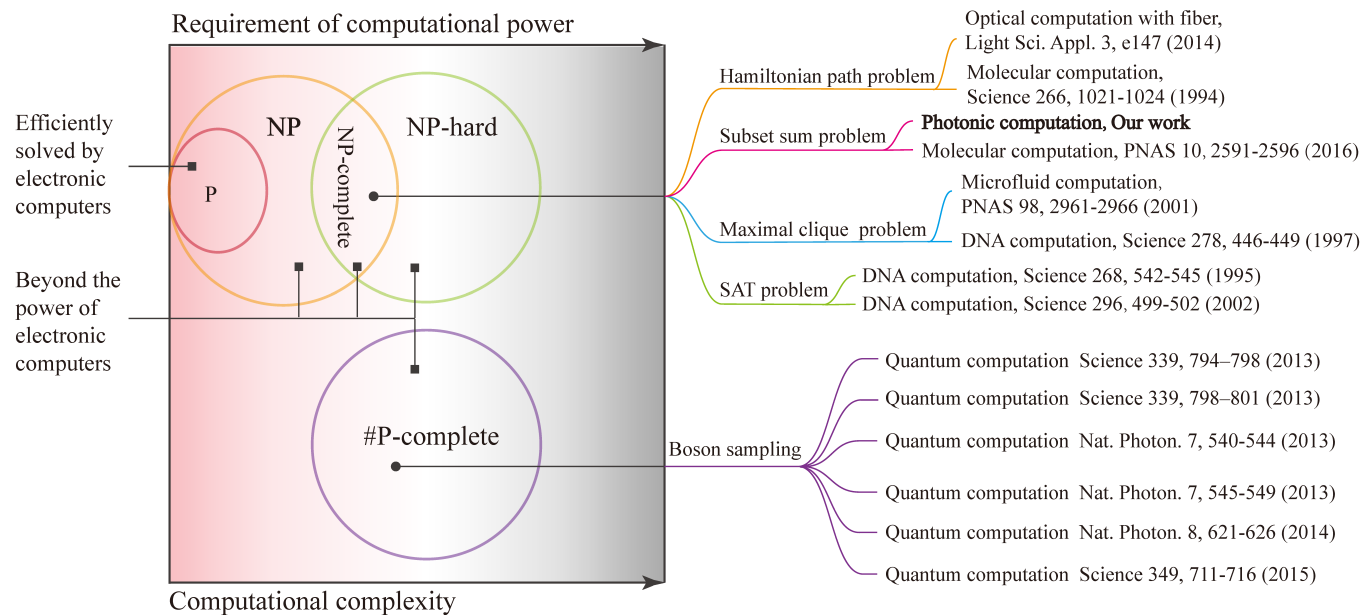 Requirement of computational power
Efficiently
solved by
electronic
computers
Beyond the
power of
electronic
computers
NP
P
NP-complete
NP-hard
#P-complete
Computational complexity
Hamiltonian path problem
Optical computation with fiber,
Light Sci. Appl. 3, e147 (2014)
Molecular computation,
Science 266, 1021-1024 (1994)
Subset sum problem
Photonic computation, Our work
Molecular computation, PNAS 10, 2591-2596 (2016)
Maximal clique problem
Microfluid computation,
PNAS 98, 2961-2966 (2001)
DNA computation, Science 278, 446-449 (1997)
SAT problem
DNA computation, Science 268, 542-545 (1995)
DNA computation, Science 296, 499-502 (2002)
Boson sampling
Quantum computation Science 339, 794–798 (2013)
Quantum computation Science 339, 798–801 (2013)
Quantum computation Nat. Photon. 7, 540-544 (2013)
Quantum computation Nat. Photon. 7, 545-549 (2013)
Quantum computation Nat. Photon. 8, 621-626 (2014)
Quantum computation Science 349, 711-716 (2015)